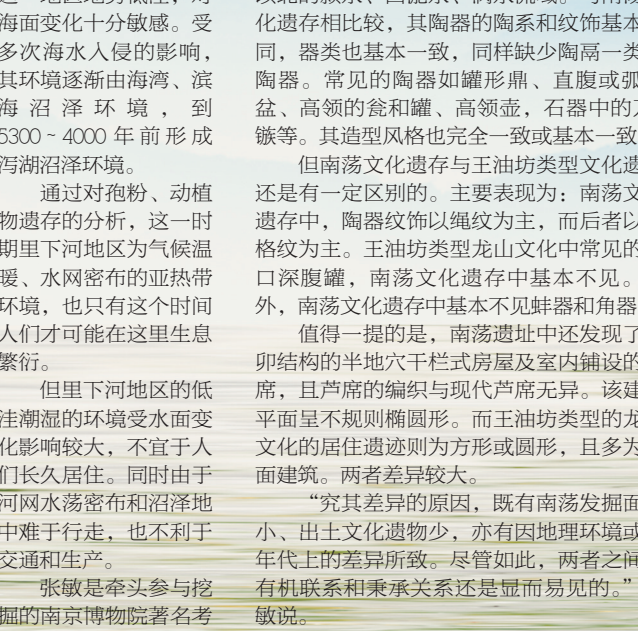 海面变化十分敏感。受
多次海水入侵的影响，
其环境逐渐由海湾、滨
海沼泽环境，到
5300～4000 年前形成
潟湖沼泽环境。
通过对孢粉、动植
物遗存的分析，这一时
期里下河地区为气候温
暖、水网密布的亚热带
环境，也只有这个时间
人们才可能在这里生息
繁衍。
但里下河地区的低
洼潮湿的环境受水面变
化影响较大，不宜于人
们长久居住。同时由于
河网水荡密布和沼泽地
中难于行走，也不利于
交通和生产。
张敏是牵头参与挖
掘的南京博物院著名考
化遗存相比较，其陶器的陶系和纹饰基本
同，器类也基本一致，同样缺少陶鬲一类
陶器。常见的陶器如罐形鼎、直腹或弧
盆、高领的瓮和罐、高领壶，石器中的
镞等。其造型风格也完全一致或基本一致
但南荡文化遗存与王油坊类型文化遗
还是有一定区别的。主要表现为：南荡文
遗存中，陶器纹饰以绳纹为主，而后者以
格纹为主。王油坊类型龙山文化中常见的
口深腹罐，南荡文化遗存中基本不见。
外，南荡文化遗存中基本不见蚌器和角器
值得一提的是，南荡遗址中还发现了
卯结构的半地穴干栏式房屋及室内铺设的
席，且芦席的编织与现代芦席无异。该建
平面呈不规则椭圆形。而王油坊类型的龙
文化的居住遗迹则为方形或圆形，且多为
面建筑。两者差异较大。
“究其差异的原因，既有南荡发掘面
小、出土文化遗物少，亦有因地理环境或
年代上的差异所致。尽管如此，两者之间
有机联系和秉承关系还是显而易见的。”
敏说。